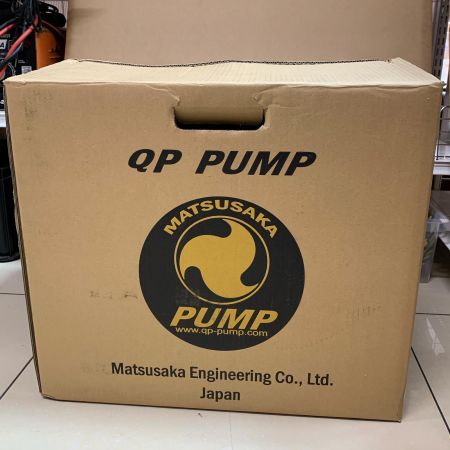 QP PUMP
MATSUSAKA
PUMP
www.qp-pump.com
Matsusaka Engineering Co., Ltd.
Japan